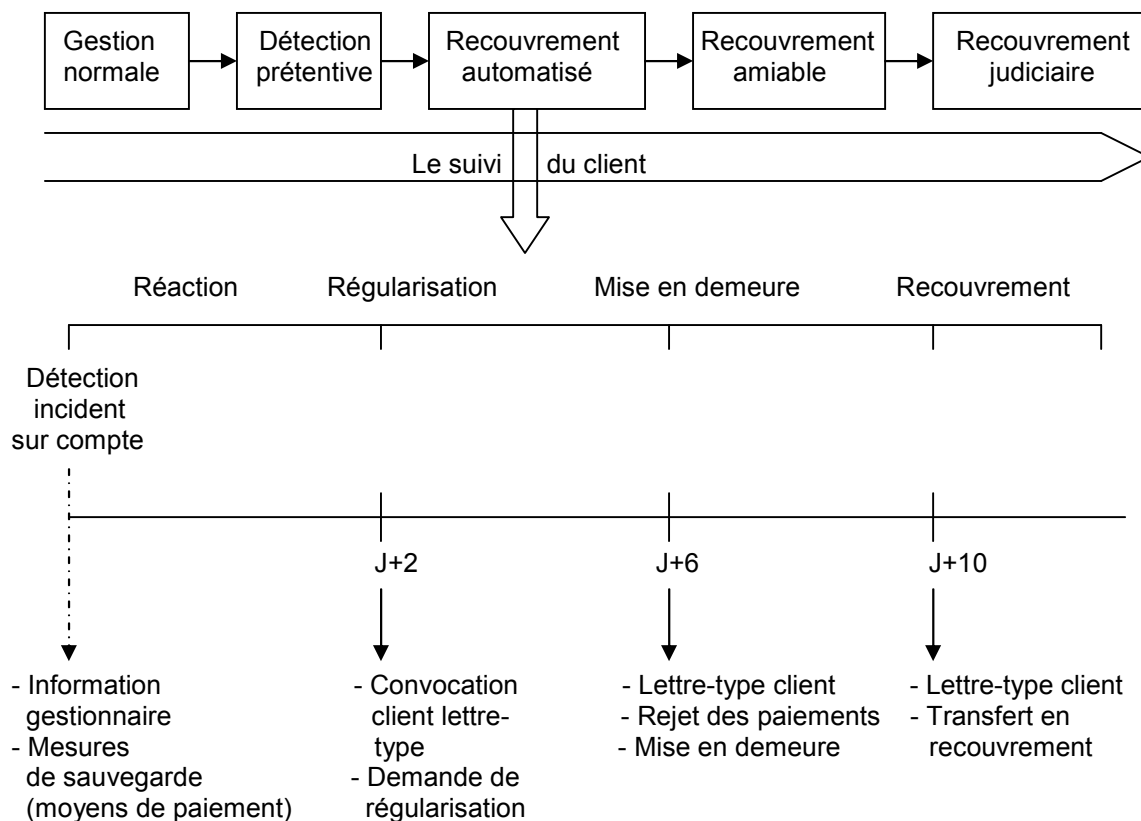 Gestion
normale
Détection
prétentive
Recouvrement
automatisé
Recouvrement
amiable
Recouvrement
judiciaire
Le suivi du client
Réaction
Régularisation
Mise en demeure
Recouvrement
Détection
incident
sur compte
J+2
J+6
J+10
- Information
gestionnaire
- Mesures
de sauvegarde
(moyens de paiement)
- Convocation
client lettre-
type
- Demande de
régularisation
- Lettre-type client
- Rejet des paiements
- Mise en demeure
- Lettre-type client
- Transfert en
recouvrement